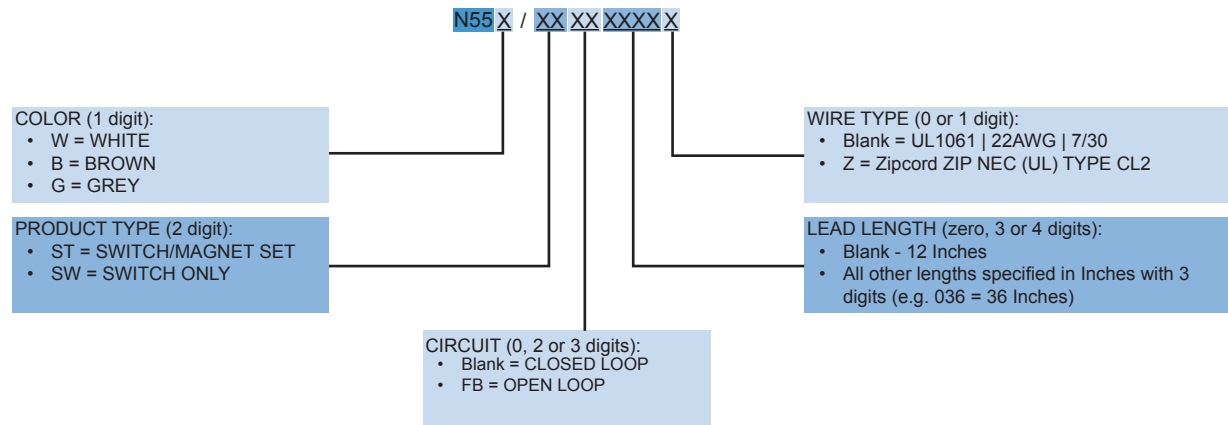 N55 X / XX XX XXXX X
COLOR (1 digit):
• W = WHITE
• B = BROWN
• G = GREY
WIRE TYPE (0 or 1 digit):
• Blank = UL1061 | 22AWG | 7/30
• Z = Zipcord ZIP NEC (UL) TYPE CL2
PRODUCT TYPE (2 digit):
• ST = SWITCH/MAGNET SET
• SW = SWITCH ONLY
LEAD LENGTH (zero, 3 or 4 digits):
• Blank - 12 Inches
• All other lengths specified in Inches with 3
digits (e.g. 036 = 36 Inches)
CIRCUIT (0, 2 or 3 digits):
• Blank = CLOSED LOOP
• FB = OPEN LOOP